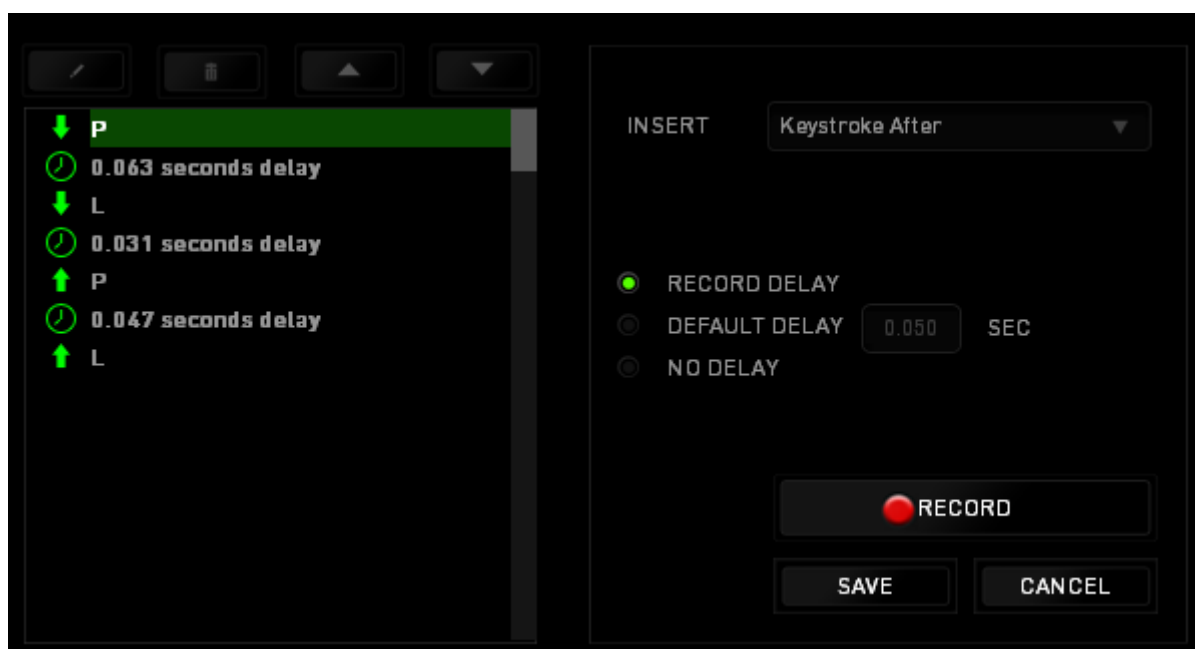 P
0.063 seconds delay
L
0.031 seconds delay
P
0.047 seconds delay
L
INSERT Keystroke After
RECORD DELAY
DEFAULT DELAY 0.050 SEC
NO DELAY
RECORD
SAVE CANCEL